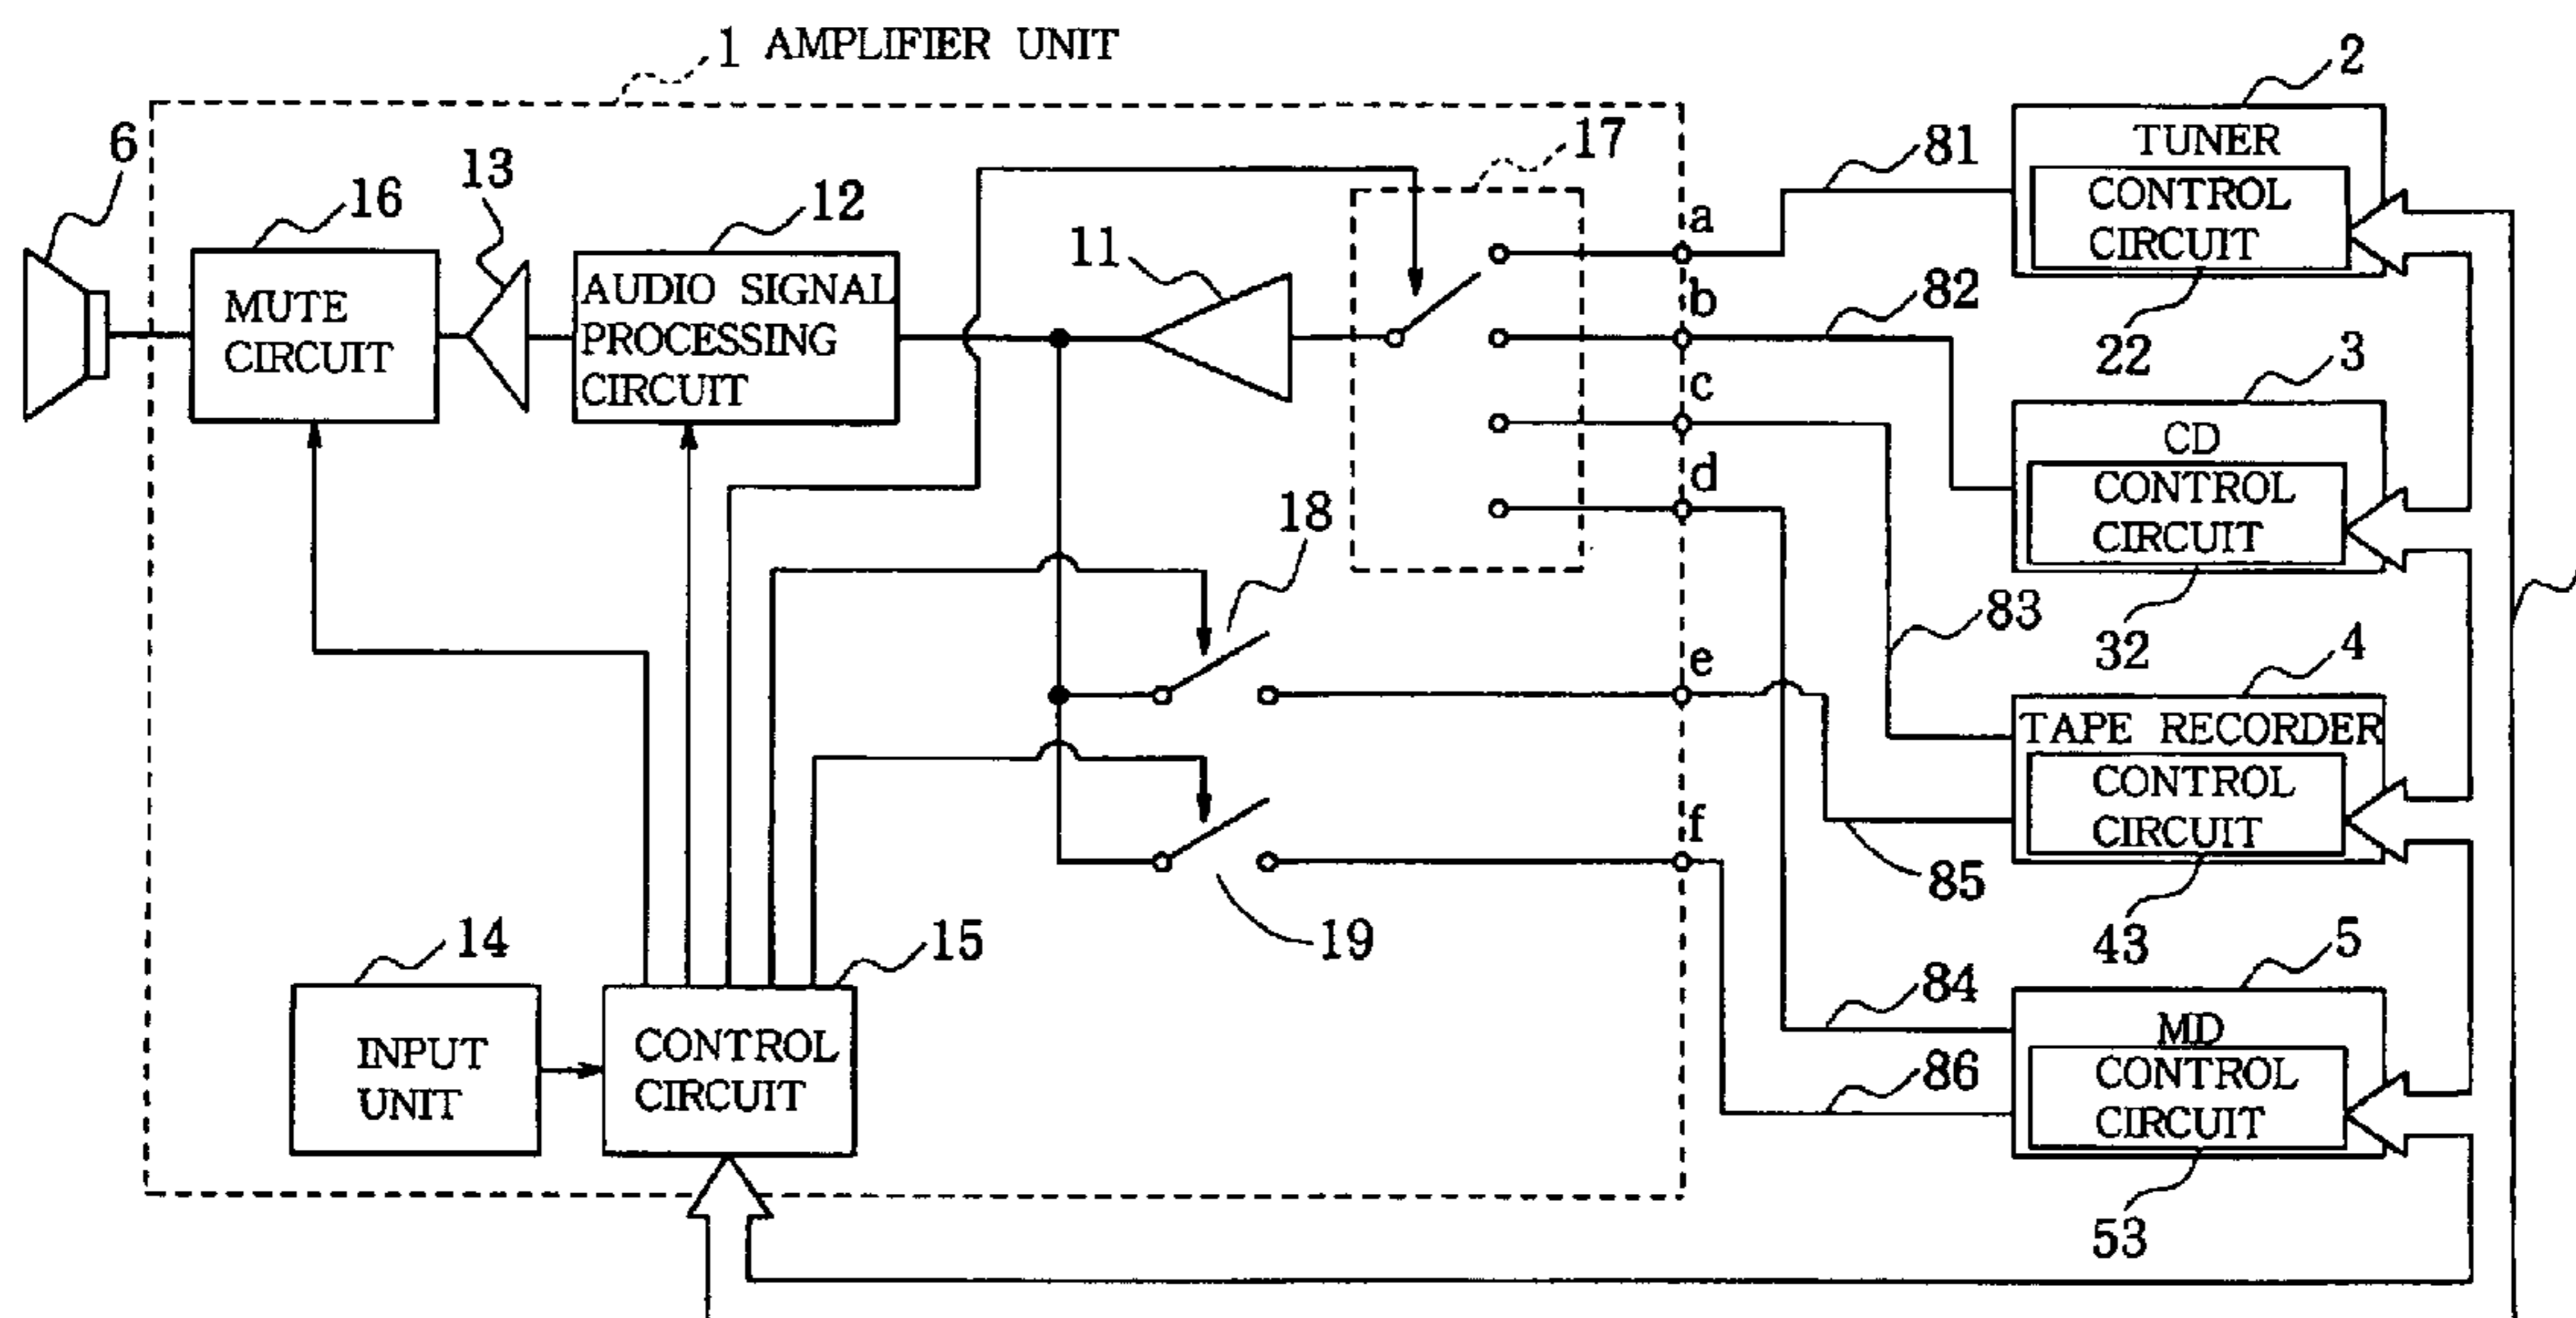 1 AMPLIFIER UNIT
2
6
13
17
81
TUNER
16
12
CONTROL
CIRCUIT
a
11
AUDIO SIGNAL
PROCESSING
CIRCUIT
MUTE
CIRCUIT
b
82
22
3
c
CD
d
CONTROL
CIRCUIT
18
83
32
4
e
TAPE RECORDER
CONTROL
CIRCUIT
f
85
43
14
15
19
5
84
MD
INPUT
UNIT
CONTROL
CIRCUIT
86
CONTROL
CIRCUIT
53